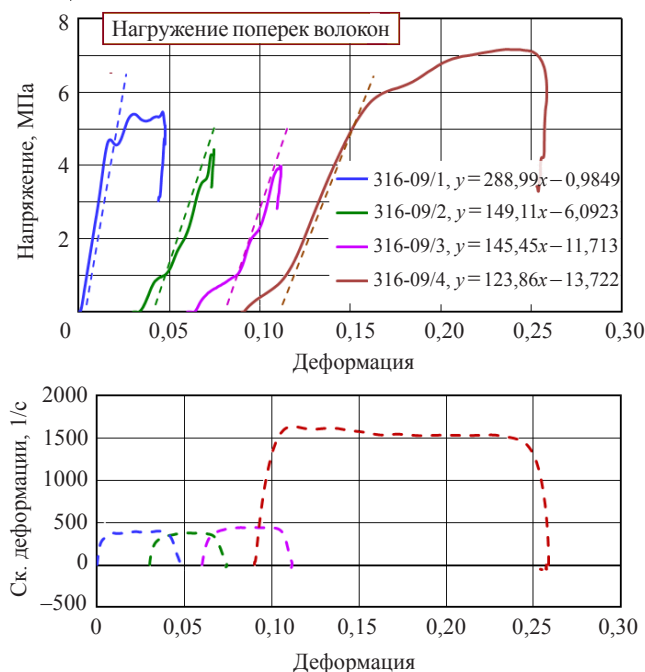 Нагружение поперек волокон
Напряжение, МПа
8
6
4
2
0
316-09/1, y=288,99x−0,9849
316-09/2, y=149,11x−6,0923
316-09/3, y=145,45x−11,713
316-09/4, y=123,86x−13,722
0,05 0,10 0,15 0,20 0,25 0,30
Деформация
Ск. деформации, 1/с
2000
1500
1000
500
0
−500
0 0,05 0,10 0,15 0,20 0,25 0,30
Деформация